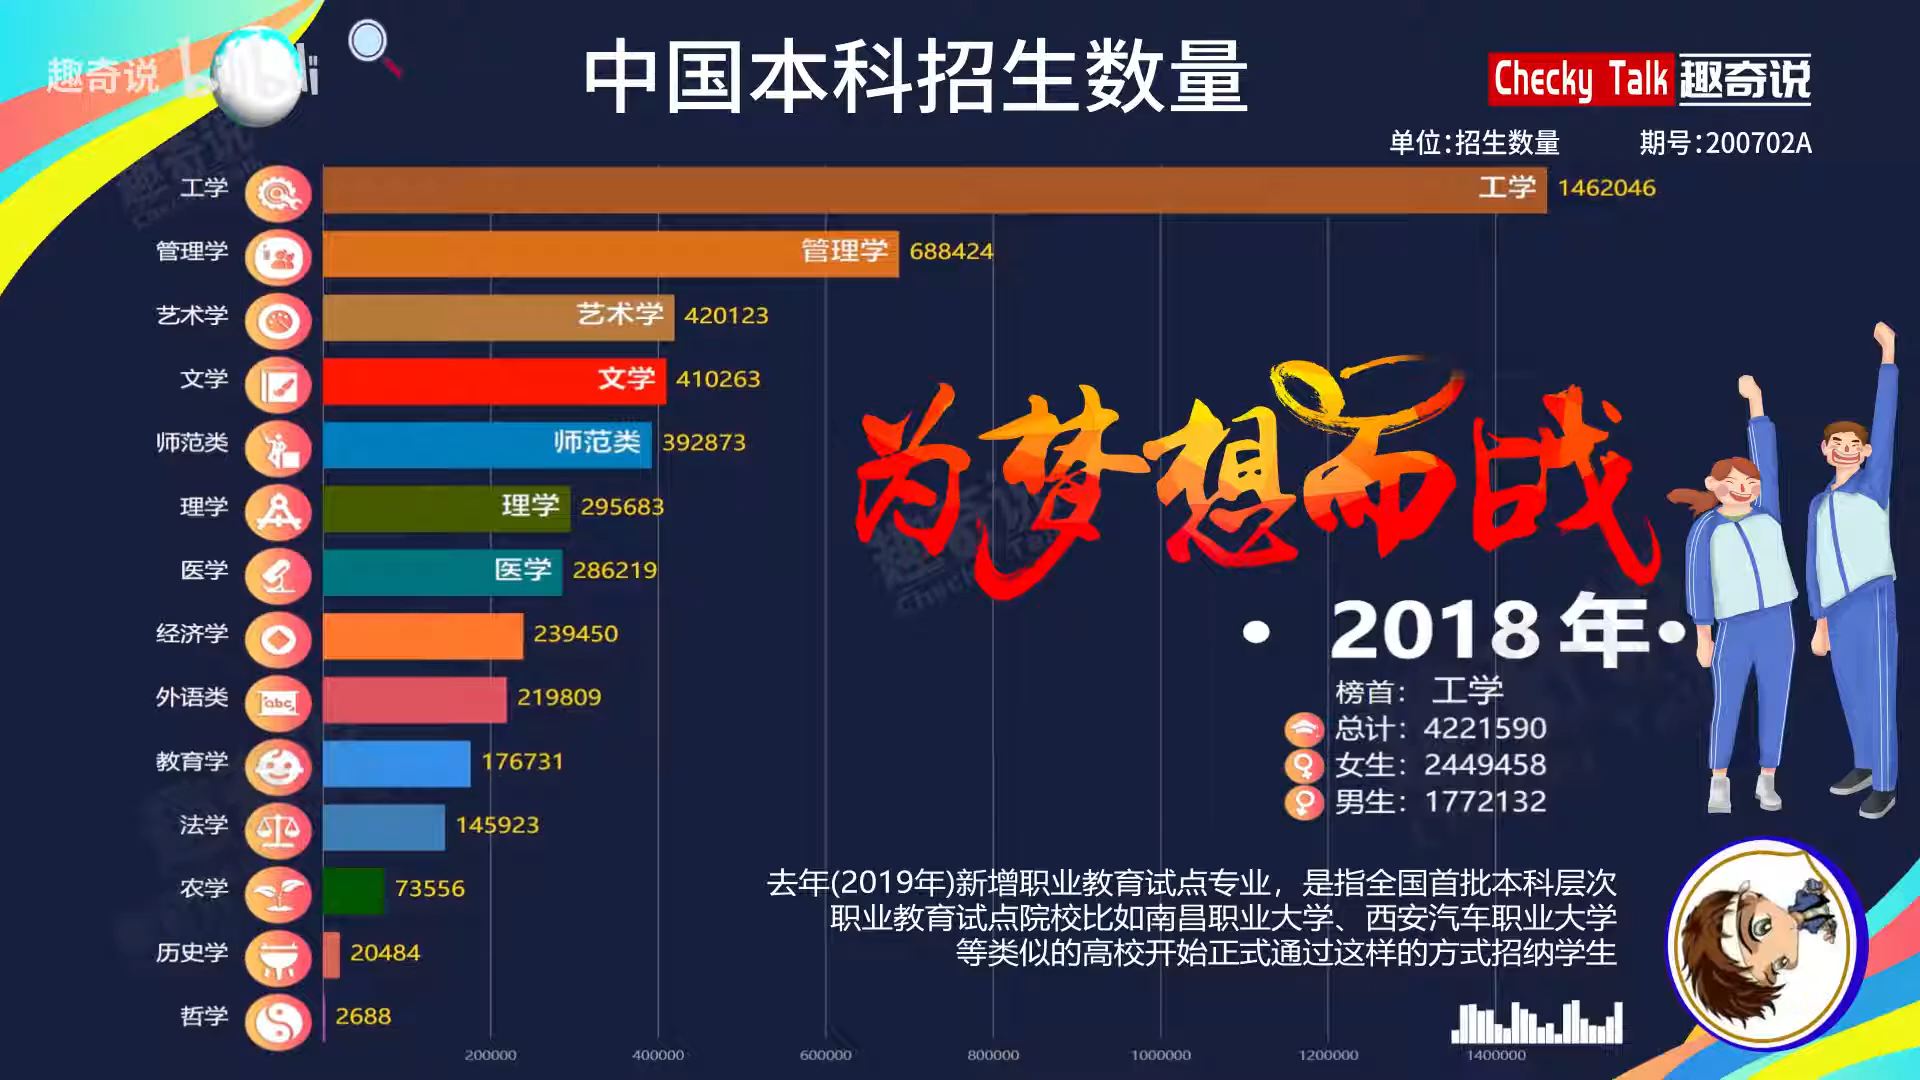 趣奇说 bilibili
中国本科招生数量
Checky Talk 趣奇说
单位:招生数量 期号:200702A
工学 工学 1462046
管理学 管理学 688424
艺术学 艺术学 420123
文学 文学 410263
师范类 师范类 392873
理学 理学 295683
医学 医学 286219
经济学 239450
外语类 abc 219809
教育学 176731
法学 145923
农学 73556
历史学 20484
哲学 2688
200000 400000 600000 800000 1000000 1200000 1400000
为梦想而战
• 2018年•
榜首: 工学
总计: 4221590
女生: 2449458
男生: 1772132
去年(2019年)新增职业教育试点专业，是指全国首批本科层次
职业教育试点院校比如南昌职业大学、西安汽车职业大学
等类似的高校开始正式通过这样的方式招纳学生